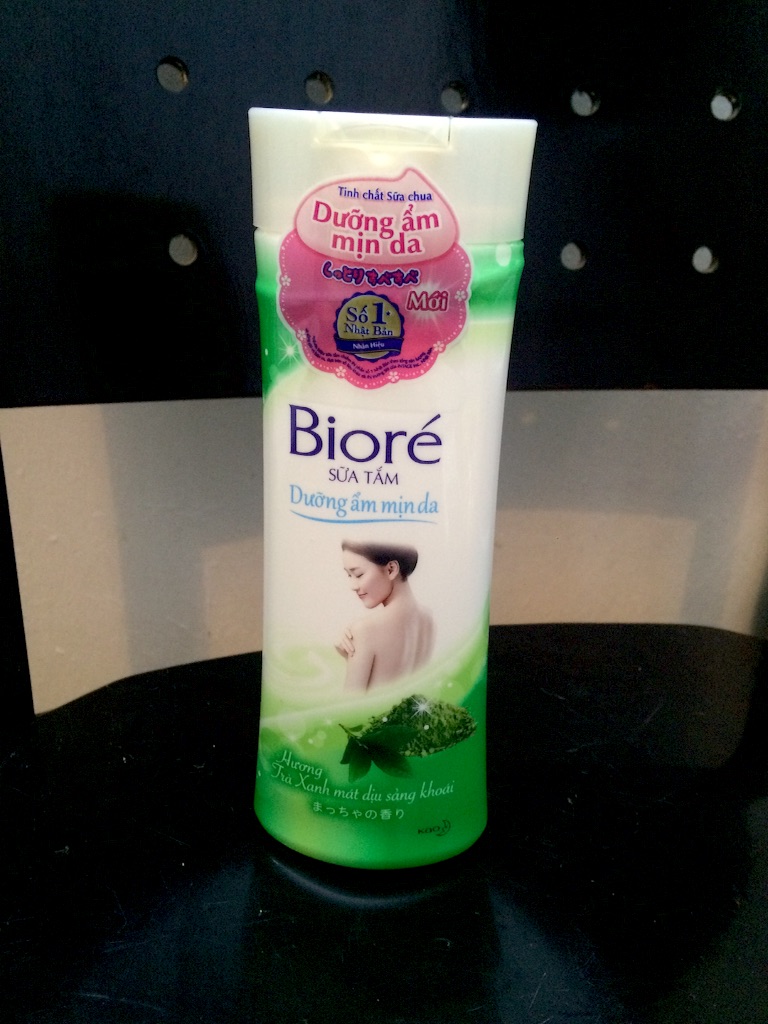 Tinh chất Sữa chua
Dưỡng ẩm
mịn da
しっとりすべすべ
Mới
Số 1
Nhật Bản
Nhãn Hiệu
Bioré
SỮA TẮM
Dưỡng ẩm mịn da
Hương
Trà Xanh mát dịu sảng khoái
まっちゃの香り
Kao